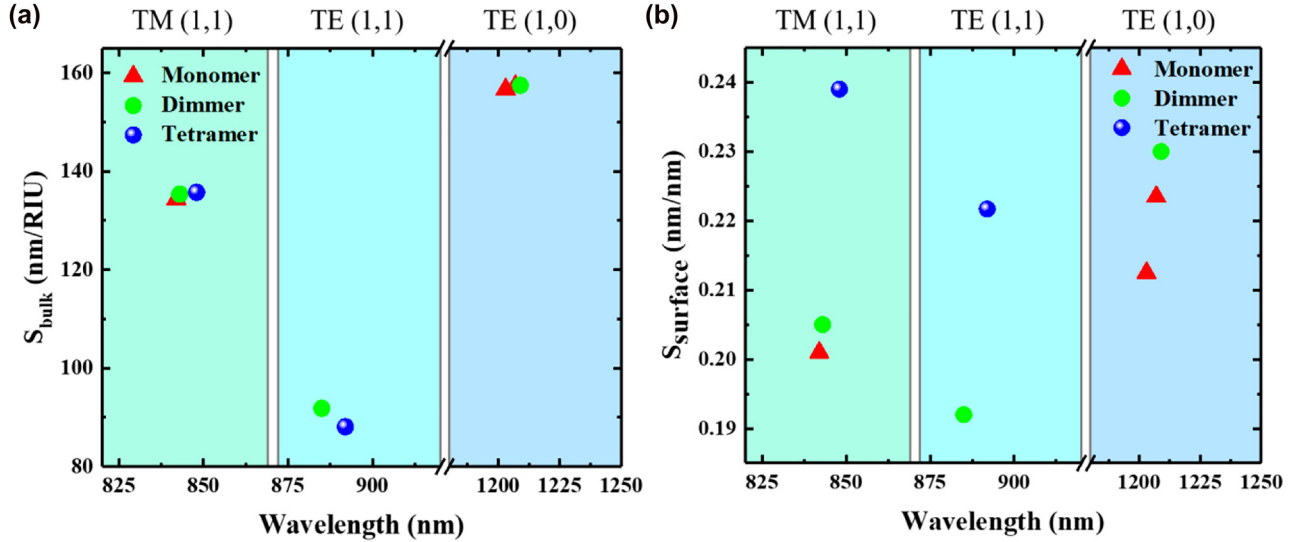 (a)
TM (1,1) TE (1,1) TE (1,0)
160
140
120
100
80
Monomer
Dimmer
Tetramer
S_bulk (nm/RIU)
825 850 875 900 1200 1225 1250
Wavelength (nm)
(b)
TM (1,1) TE (1,1) TE (1,0)
0.24
0.23
0.22
0.21
0.20
0.19
Monomer
Dimmer
Tetramer
S_surface (nm/nm)
825 850 875 900 1200 1225 1250
Wavelength (nm)